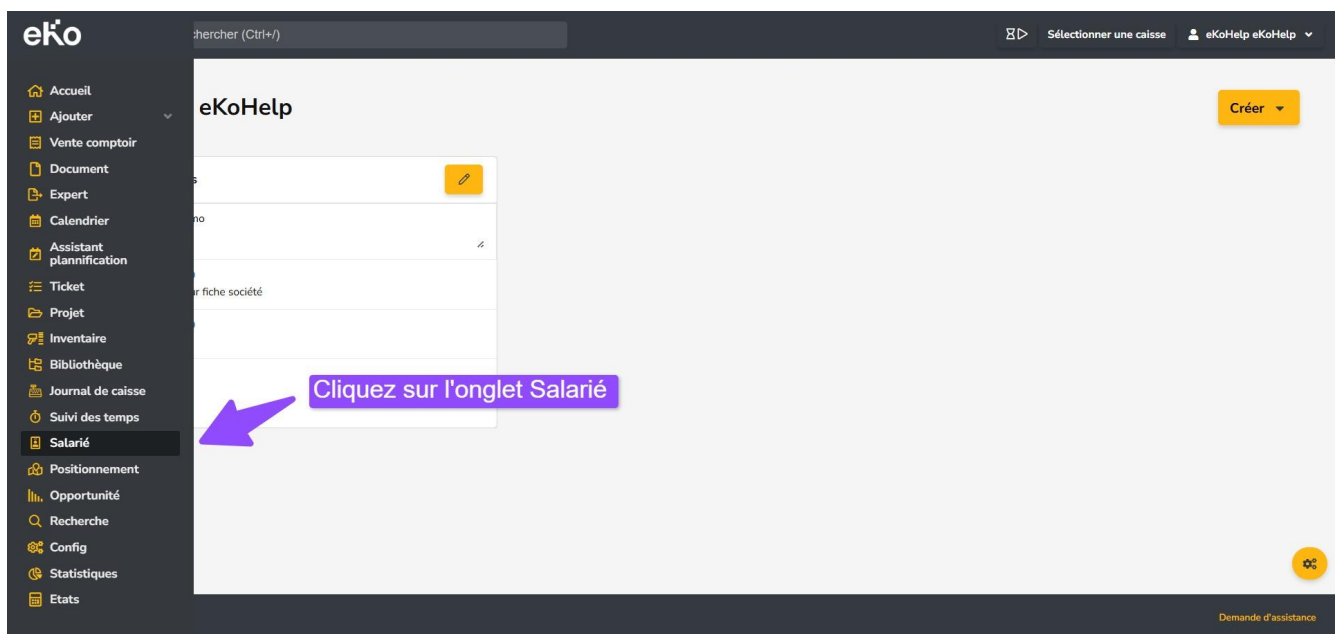 eKo
hercher (Ctrl+/)
Sélectionner une caisse
eKoHelp eKoHelp
Accueil
Ajouter
Vente comptoir
Document
Expert
Calendrier
Assistant
plannification
Ticket
Projet
Inventaire
Bibliothèque
Journal de caisse
Suivi des temps
Salarié
Positionnement
Opportunité
Recherche
Config
Statistiques
Etats
eKoHelp
Créer
s
mo
r fiche société
Cliquez sur l'onglet Salarié
Demande d'assistance